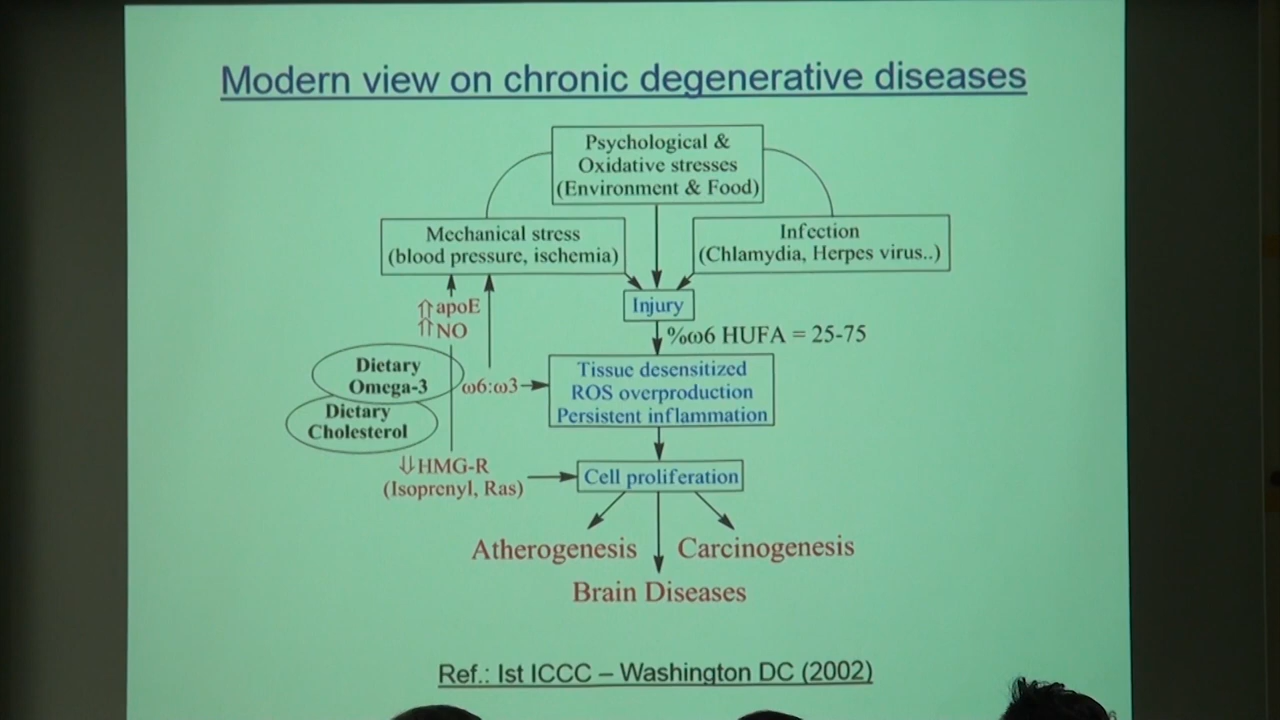 Modern view on chronic degenerative diseases
Psychological &
Oxidative stresses
(Environment & Food)
Mechanical stress
(blood pressure, ischemia)
Infection
(Chlamydia, Herpes virus..)
⇑apoE
⇑NO
Injury
%ω6 HUFA = 25-75
Dietary
Omega-3
Dietary
Cholesterol
ω6:ω3
Tissue desensitized
ROS overproduction
Persistent inflammation
⇓HMG-R
(Isoprenyl, Ras)
Cell proliferation
Atherogenesis
Carcinogenesis
Brain Diseases
Ref.: Ist ICCC – Washington DC (2002)